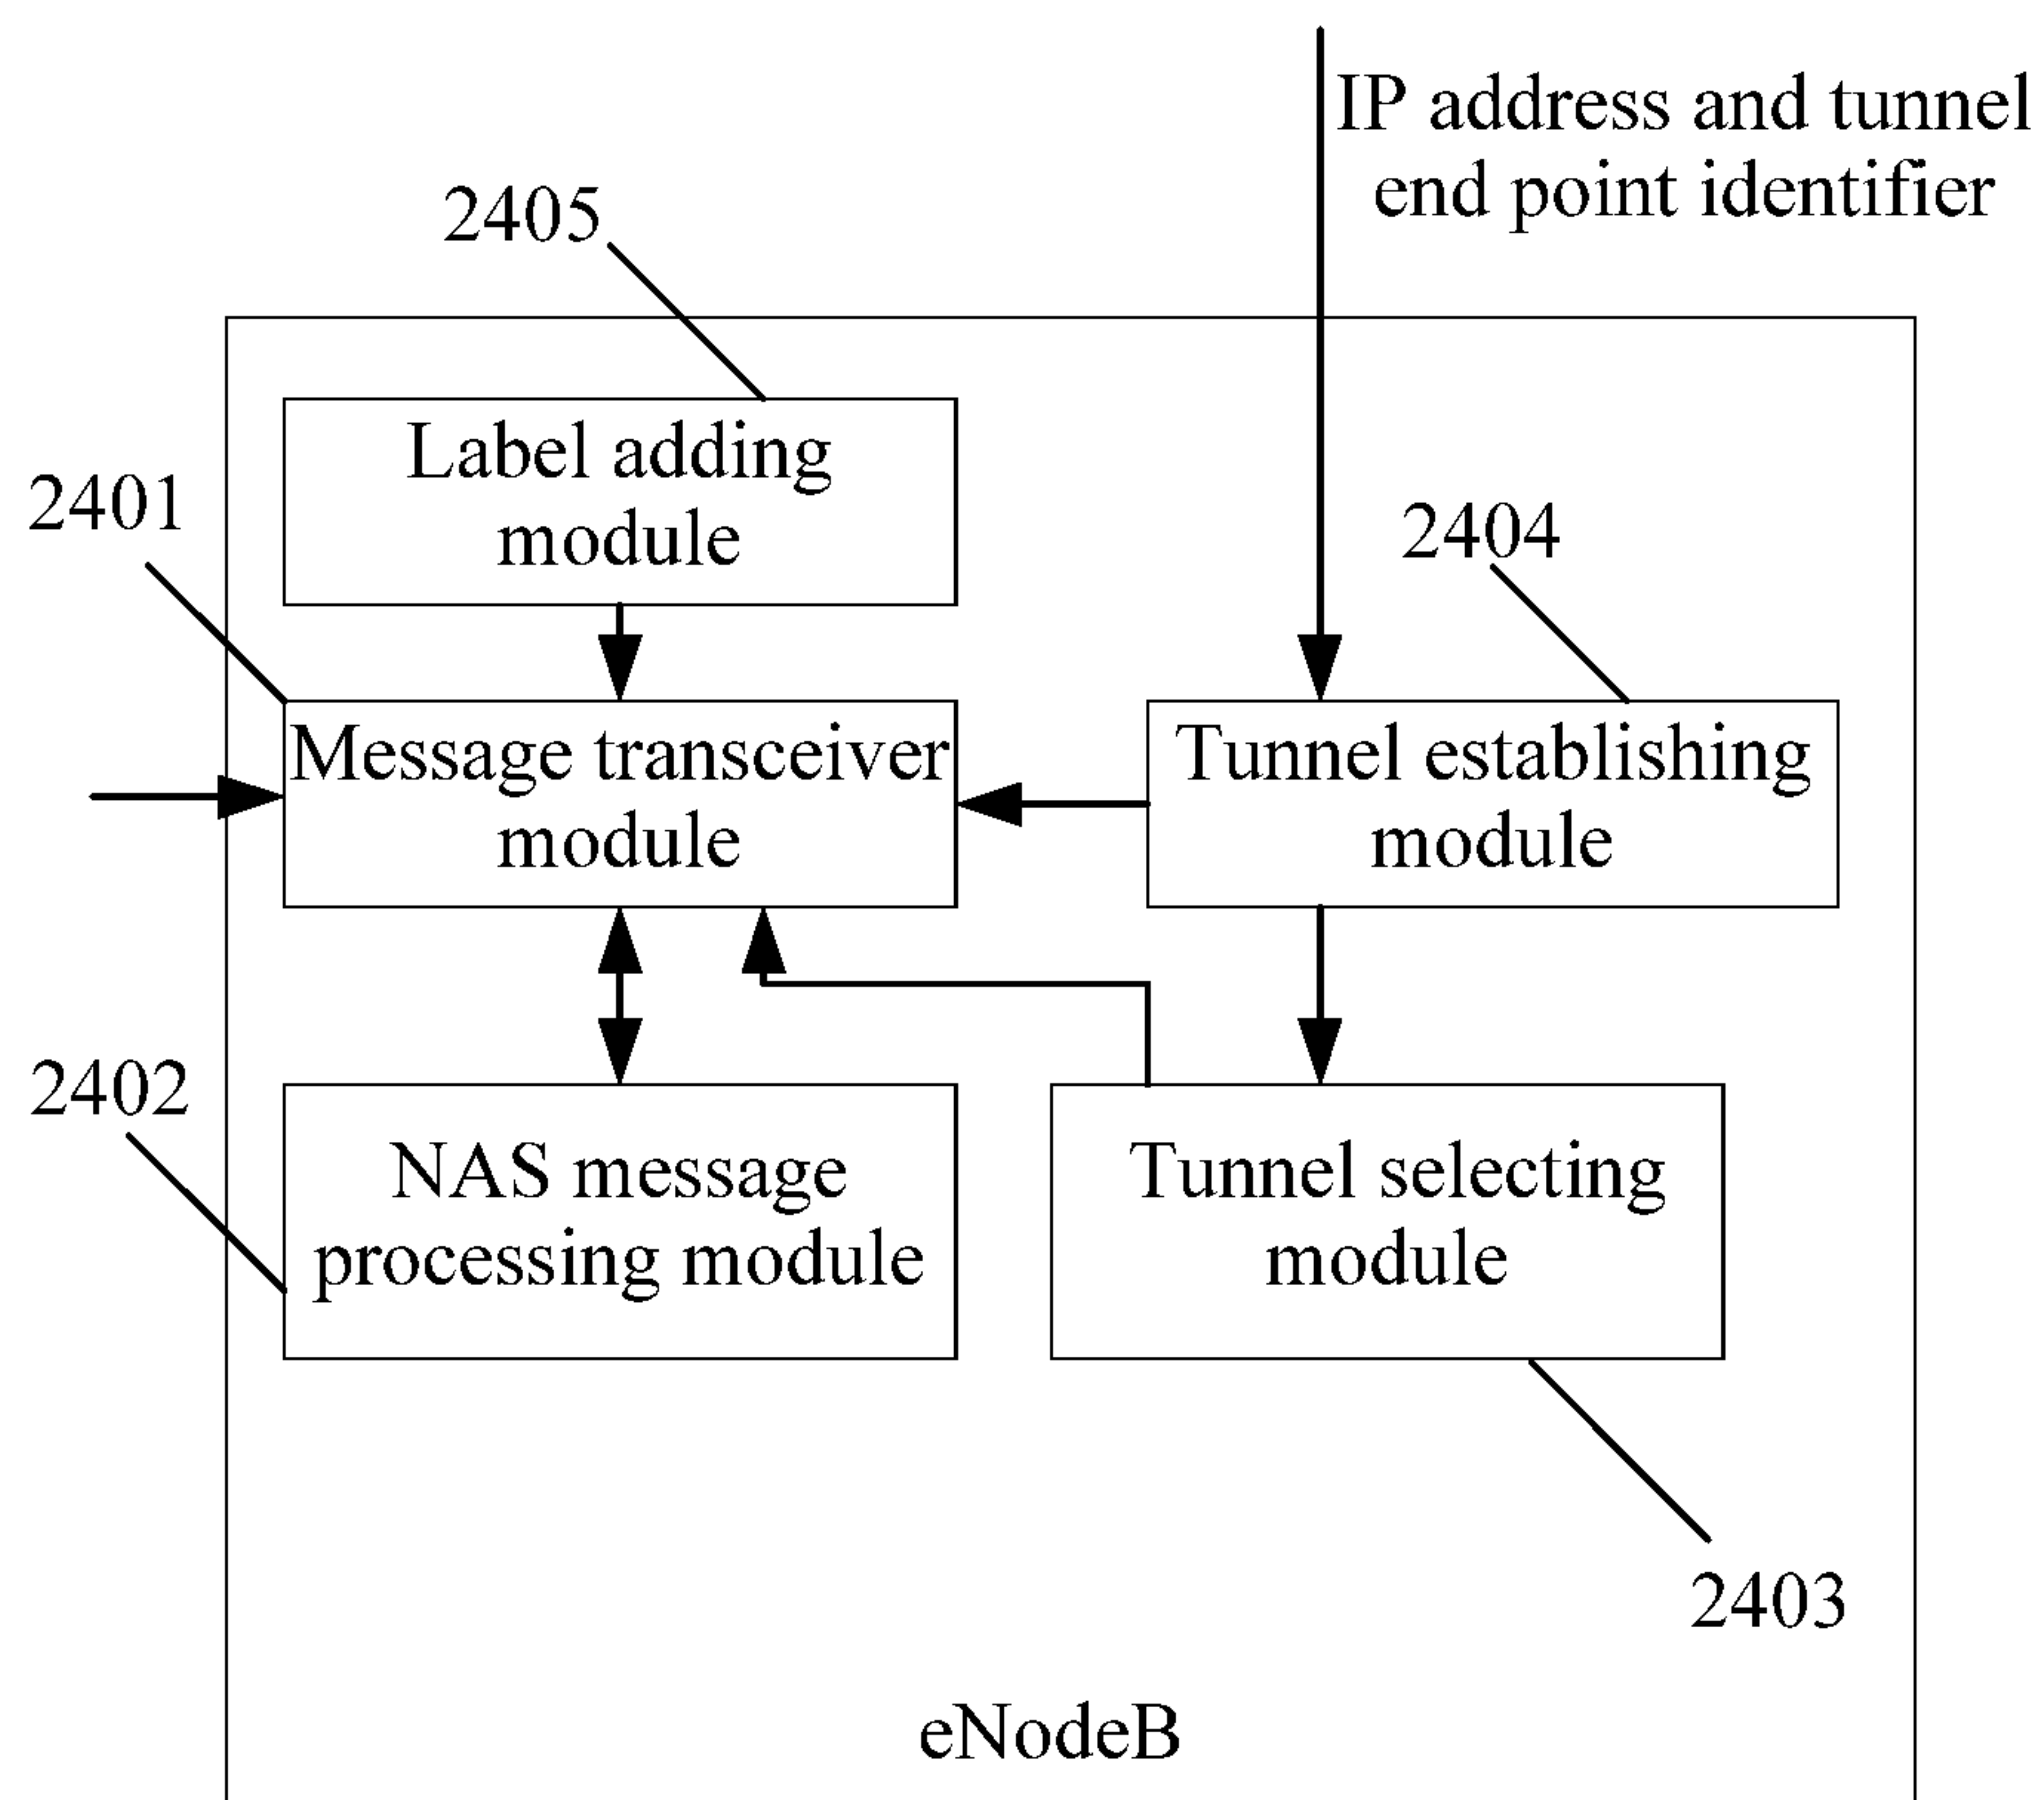 IP address and tunnel
end point identifier
2405
Label adding
module
2401
2404
Message transceiver
module
Tunnel establishing
module
2402
NAS message
processing module
Tunnel selecting
module
2403
eNodeB